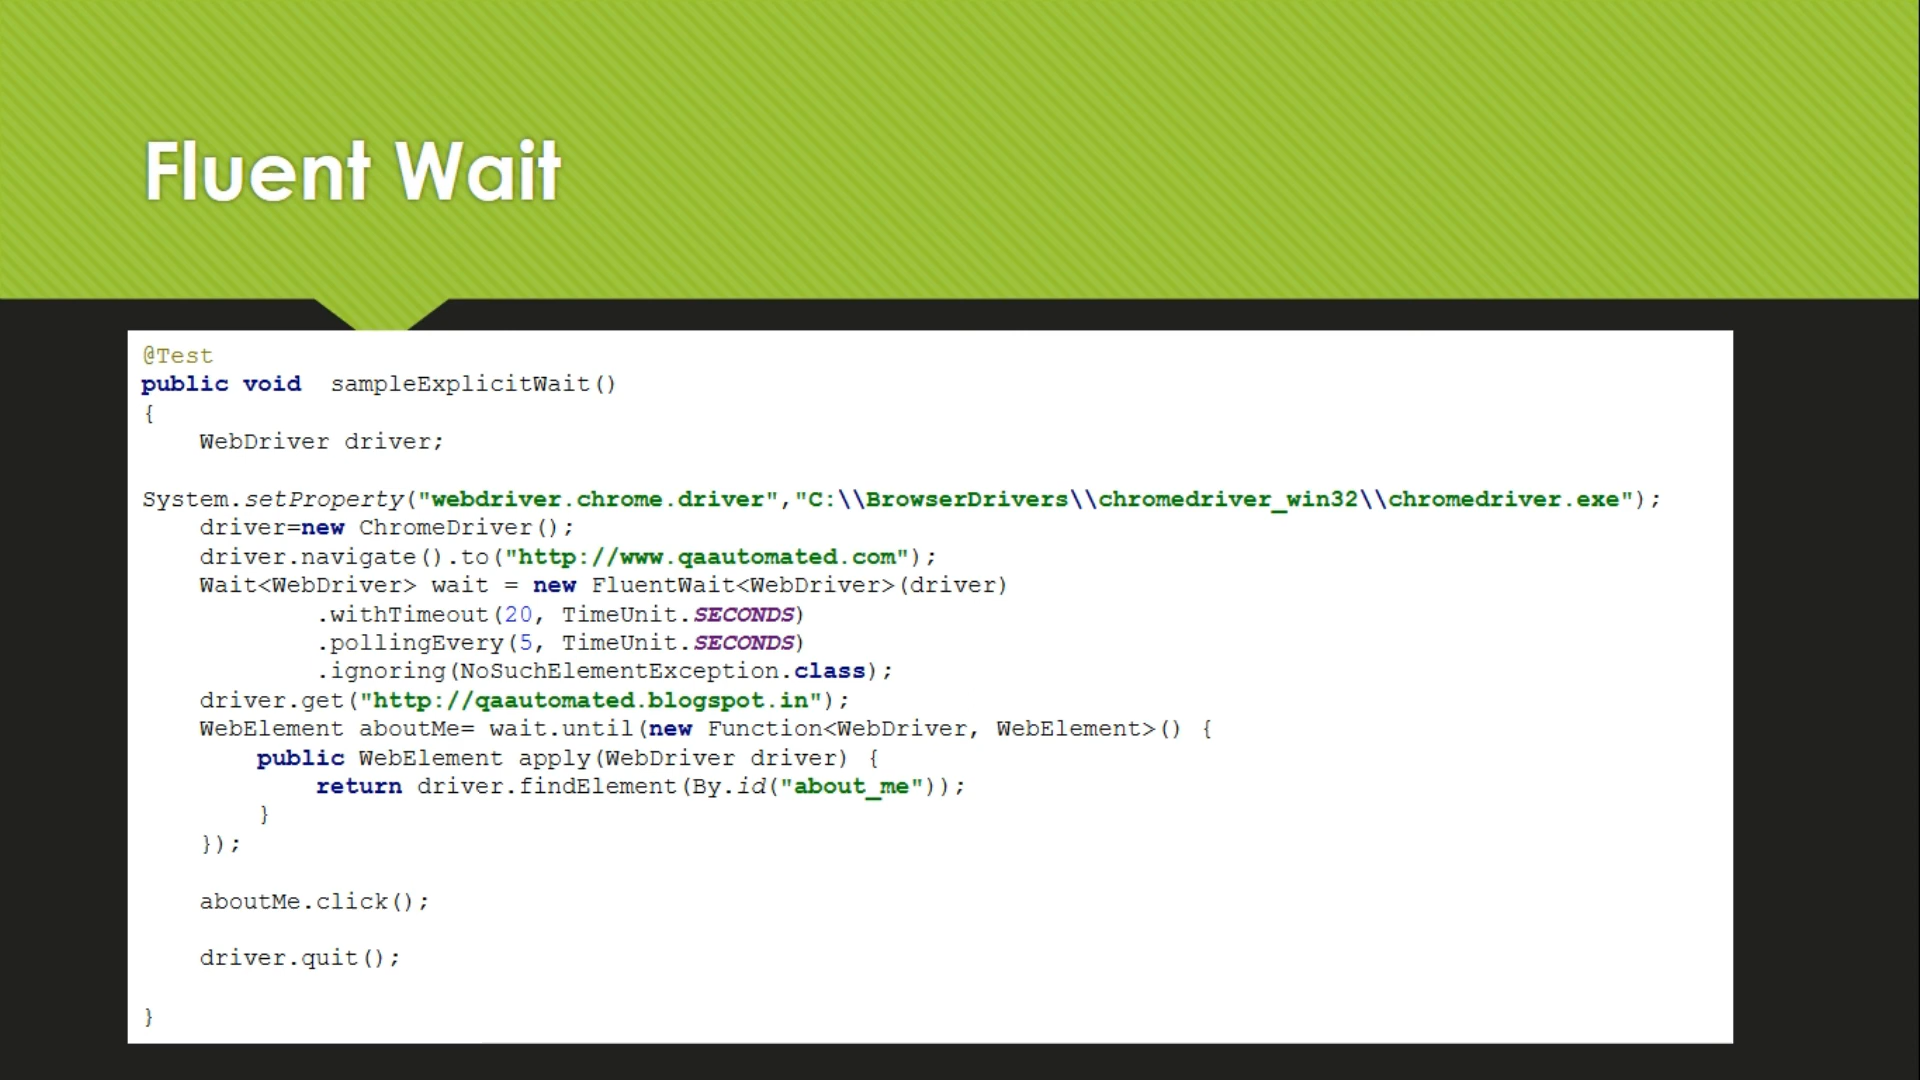 Fluent Wait
@Test
public void  sampleExplicitWait()
{
    WebDriver driver;
System.setProperty("webdriver.chrome.driver","C:\\BrowserDrivers\\chromedriver_win32\\chromedriver.exe");
    driver=new ChromeDriver();
    driver.navigate().to("http://www.qaautomated.com");
    Wait<WebDriver> wait = new FluentWait<WebDriver>(driver)
            .withTimeout(20, TimeUnit.SECONDS)
            .pollingEvery(5, TimeUnit.SECONDS)
            .ignoring(NoSuchElementException.class);
    driver.get("http://qaautomated.blogspot.in");
    WebElement aboutMe= wait.until(new Function<WebDriver, WebElement>() {
        public WebElement apply(WebDriver driver) {
            return driver.findElement(By.id("about_me"));
        }
    });
    aboutMe.click();
    driver.quit();
}